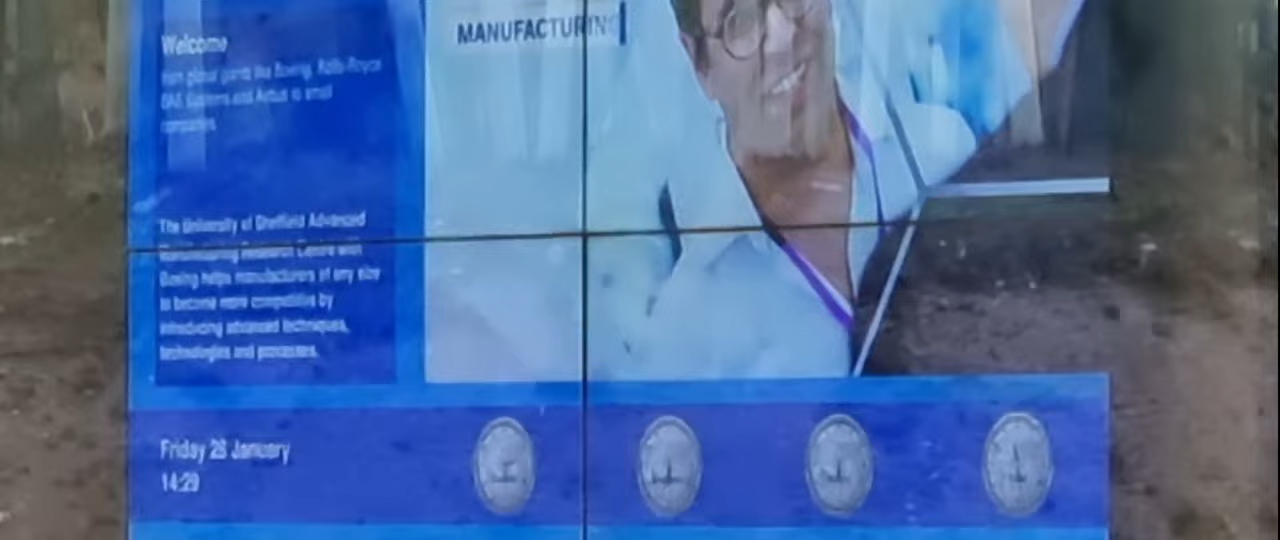 Welcome
from global giants like Boeing, Rolls-Royce
BAE Systems and Airbus to small
companies.
The University of Sheffield Advanced
Manufacturing Research Centre with
Boeing helps manufacturers of any size
to become more competitive by
introducing advanced techniques,
technologies and processes.
MANUFACTURING
Friday 28 January
14:29